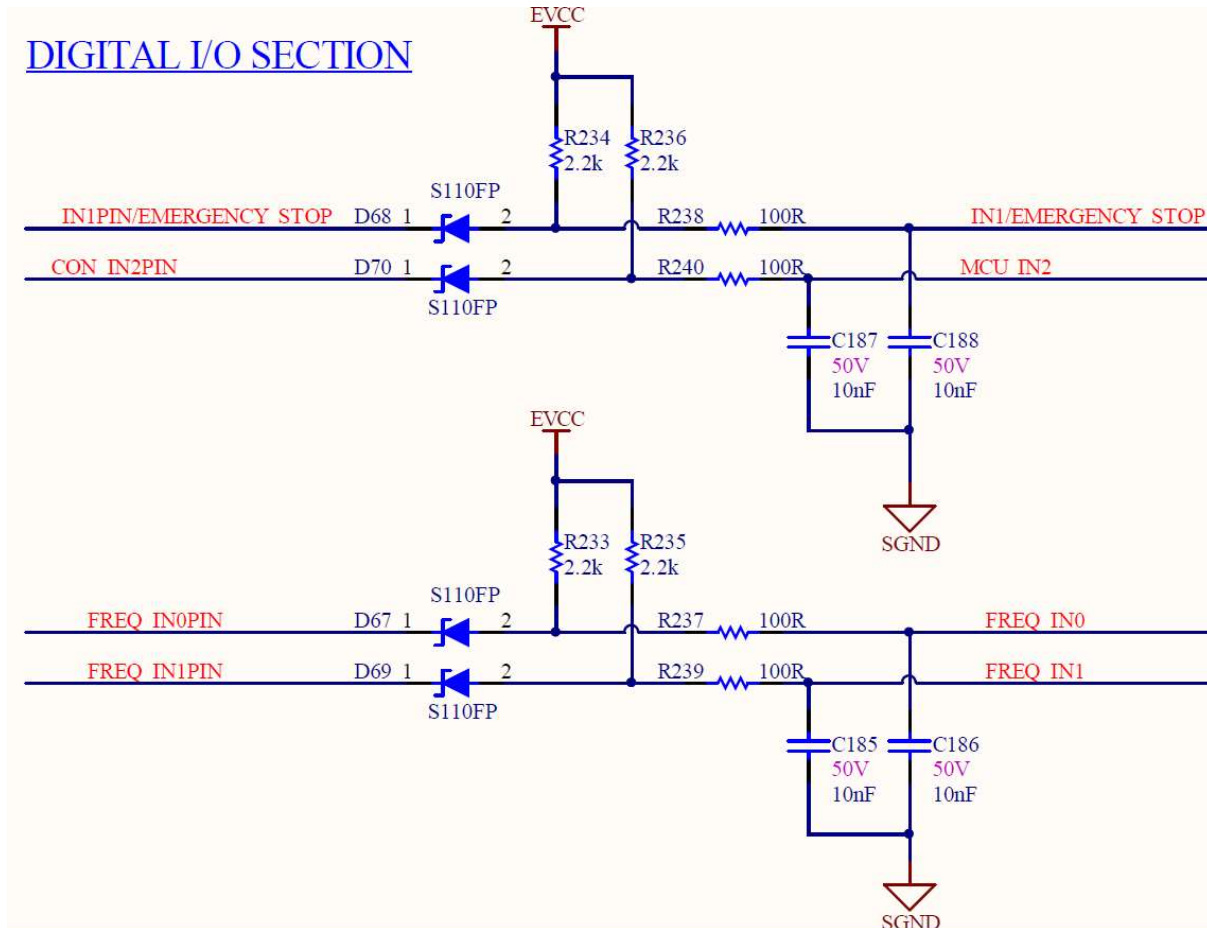 EVCC
DIGITAL I/O SECTION
R234 R236
2.2k 2.2k
S110FP
IN1PIN/EMERGENCY STOP D68 1 2 R238 100R IN1/EMERGENCY STOP
CON IN2PIN D70 1 2 R240 100R MCU IN2
S110FP
C187 C188
50V 50V
10nF 10nF
EVCC
SGND
R233 R235
2.2k 2.2k
S110FP
FREQ IN0PIN D67 1 2 R237 100R FREQ IN0
FREQ IN1PIN D69 1 2 R239 100R FREQ IN1
S110FP
C185 C186
50V 50V
10nF 10nF
SGND